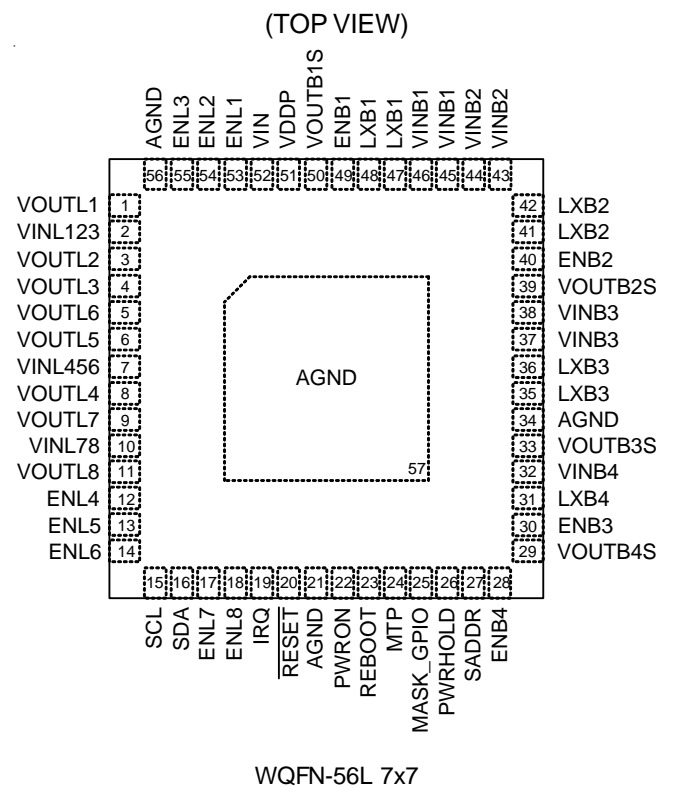 (TOP VIEW)
AGND
ENL3
ENL2
ENL1
VIN
VDDP
VOUTB1S
ENB1
LXB1
LXB1
VINB1
VINB1
VINB2
VINB2
56 55 54 53 52 51 50 49 48 47 46 45 44 43
VOUTL1 1
VINL123 2
VOUTL2 3
VOUTL3 4
VOUTL6 5
VOUTL5 6
VINL456 7
VOUTL4 8
VOUTL7 9
VINL78 10
VOUTL8 11
ENL4 12
ENL5 13
ENL6 14
AGND
57
42 LXB2
41 LXB2
40 ENB2
39 VOUTB2S
38 VINB3
37 VINB3
36 LXB3
35 LXB3
34 AGND
33 VOUTB3S
32 VINB4
31 LXB4
30 ENB3
29 VOUTB4S
15 16 17 18 19 20 21 22 23 24 25 26 27 28
SCL
SDA
ENL7
ENL8
IRQ
RESET
AGND
PWRON
REBOOT
MTP
MASK_GPIO
PWRHOLD
SADDR
ENB4
WQFN-56L 7x7